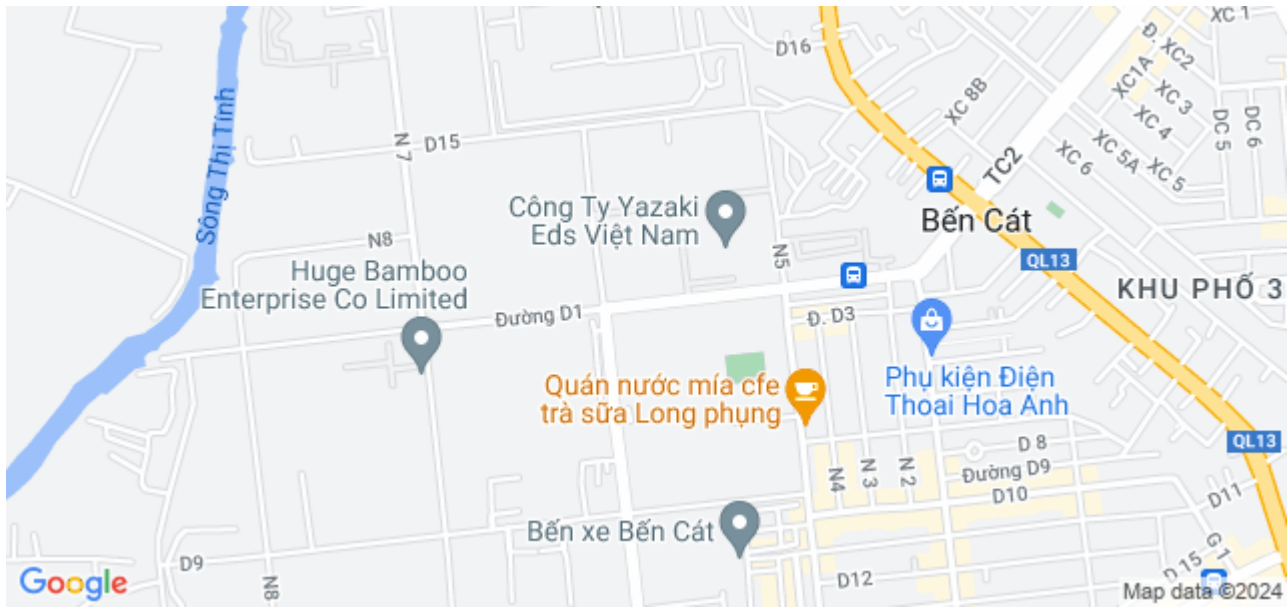 XC 1
D16
Đ. XC2
XC1A
XC 3
XC 8B
XC 4
DC 5
DC 6
Sông Thị Tính
N 7
D15
TC2
XC 6
XC 5A
XC 5
Công Ty Yazaki
Eds Việt Nam
Bến Cát
N8
N5
QL13
Huge Bamboo
Enterprise Co Limited
KHU PHỐ 3
Đường D1
Đ. D3
Quán nước mía cfe
trà sữa Long phụng
Phụ kiện Điện
Thoại Hoa Anh
QL13
D 8
N4
N 3
N 2
Đường D9
D10
D11
Bến xe Bến Cát
G 1
D9
N8
D12
D 15
Google
Map data ©2024